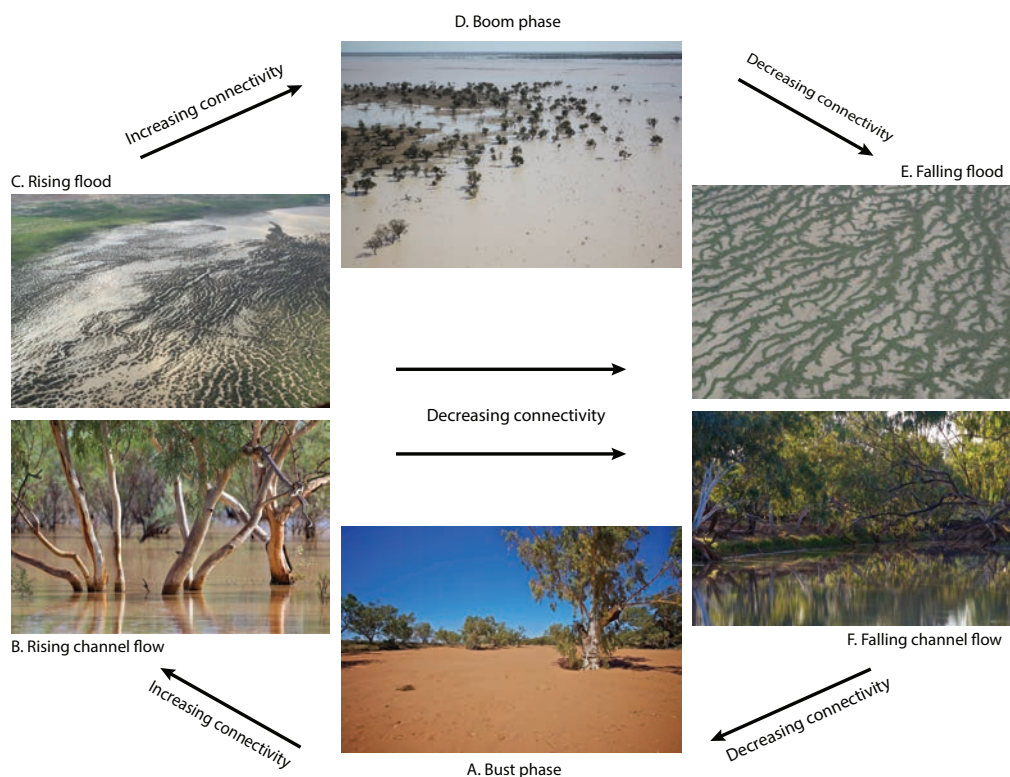 D. Boom phase
Increasing connectivity
Decreasing connectivity
C. Rising flood
E. Falling flood
Decreasing connectivity
B. Rising channel flow
F. Falling channel flow
Increasing connectivity
Decreasing connectivity
A. Bust phase